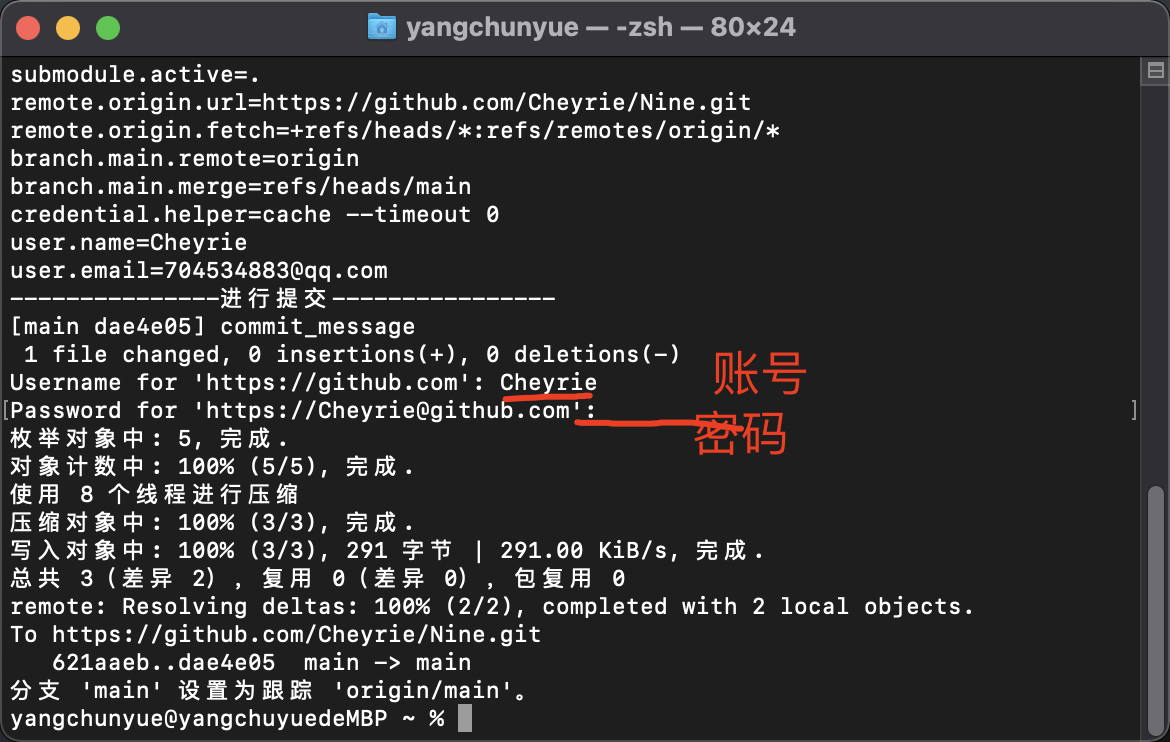 yangchunyue — -zsh — 80×24
submodule.active=.
remote.origin.url=https://github.com/Cheyrie/Nine.git
remote.origin.fetch=+refs/heads/*:refs/remotes/origin/*
branch.main.remote=origin
branch.main.merge=refs/heads/main
credential.helper=cache --timeout 0
user.name=Cheyrie
user.email=704534883@qq.com
---------------进行提交----------------
[main dae4e05] commit_message
 1 file changed, 0 insertions(+), 0 deletions(-)
Username for 'https://github.com': Cheyrie 账号
[Password for 'https://Cheyrie@github.com': ]
密码
枚举对象中: 5, 完成.
对象计数中: 100% (5/5), 完成.
使用 8 个线程进行压缩
压缩对象中: 100% (3/3), 完成.
写入对象中: 100% (3/3), 291 字节 | 291.00 KiB/s, 完成.
总共 3（差异 2），复用 0（差异 0），包复用 0
remote: Resolving deltas: 100% (2/2), completed with 2 local objects.
To https://github.com/Cheyrie/Nine.git
   621aaeb..dae4e05  main -> main
分支 'main' 设置为跟踪 'origin/main'。
yangchunyue@yangchuyuedeMBP ~ %